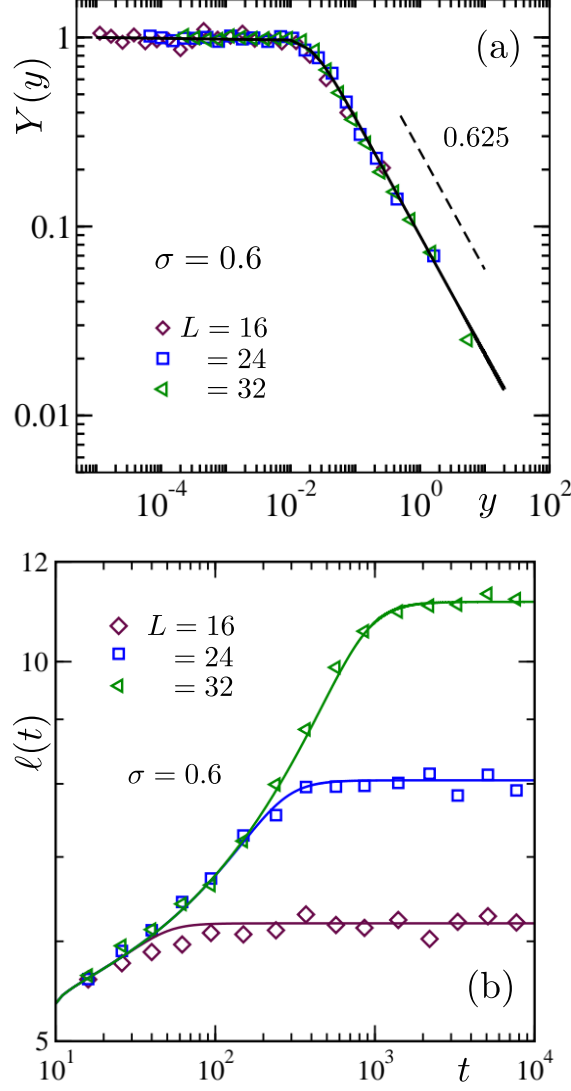 (a)
Y(y)
1
0.1
0.01
0.625
σ = 0.6
L = 16
= 24
= 32
10^-4
10^-2
10^0
y
10^2
12
10
5
ℓ(t)
L = 16
= 24
= 32
σ = 0.6
(b)
10^1
10^2
10^3
t
10^4